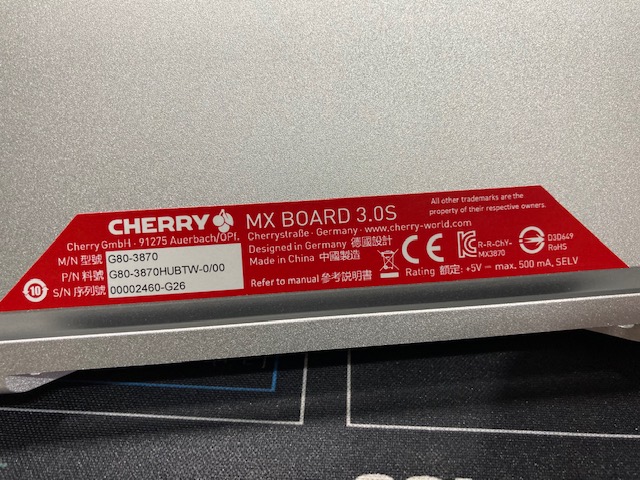 CHERRY MX BOARD 3.0S
All other trademarks are the
property of their respective owners.
Cherry GmbH · 91275 Auerbach/OPf.
Cherrystraße · Germany · www.cherry-world.com
M/N 型號 G80-3870
P/N 料號 G80-3870HUBTW-0/00
S/N 序列號 00002460-G26
10
Designed in Germany 德國設計
Made in China 中國製造
Refer to manual 參考說明書
CE
R-R-ChY-
MX3870
D3D649
RoHS
Rating 額定: +5V ⎓ max. 500 mA, SELV